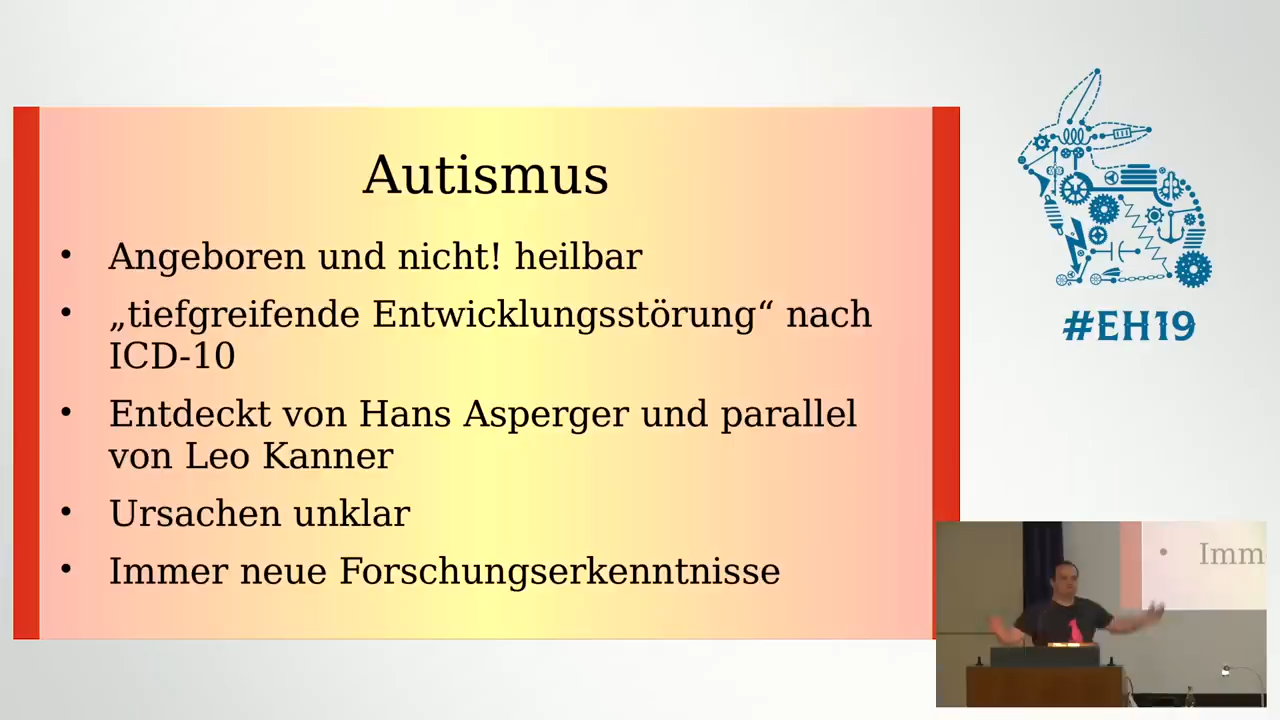 Autismus
• Angeboren und nicht! heilbar
• „tiefgreifende Entwicklungsstörung“ nach
ICD-10
• Entdeckt von Hans Asperger und parallel
von Leo Kanner
• Ursachen unklar
• Immer neue Forschungserkenntnisse
#EH19
• Imm